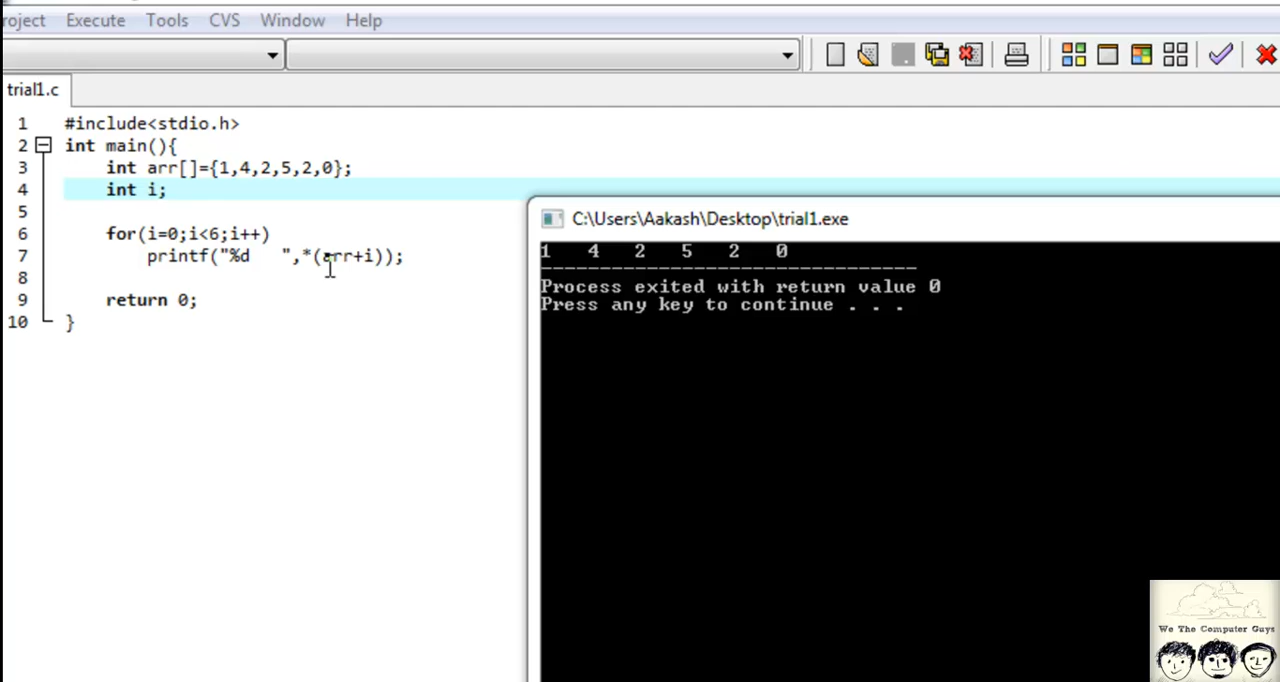 roject Execute Tools CVS Window Help
trial1.c
1 #include<stdio.h>
2 int main(){
3 int arr[]={1,4,2,5,2,0};
4 int i;
5
6 for(i=0;i<6;i++)
7 printf("%d   ",*(arr+i));
8
9 return 0;
10 }
C:\Users\Aakash\Desktop\trial1.exe
1   4   2   5   2   0
--------------------------------
Process exited with return value 0
Press any key to continue . . .
We The Computer Guys